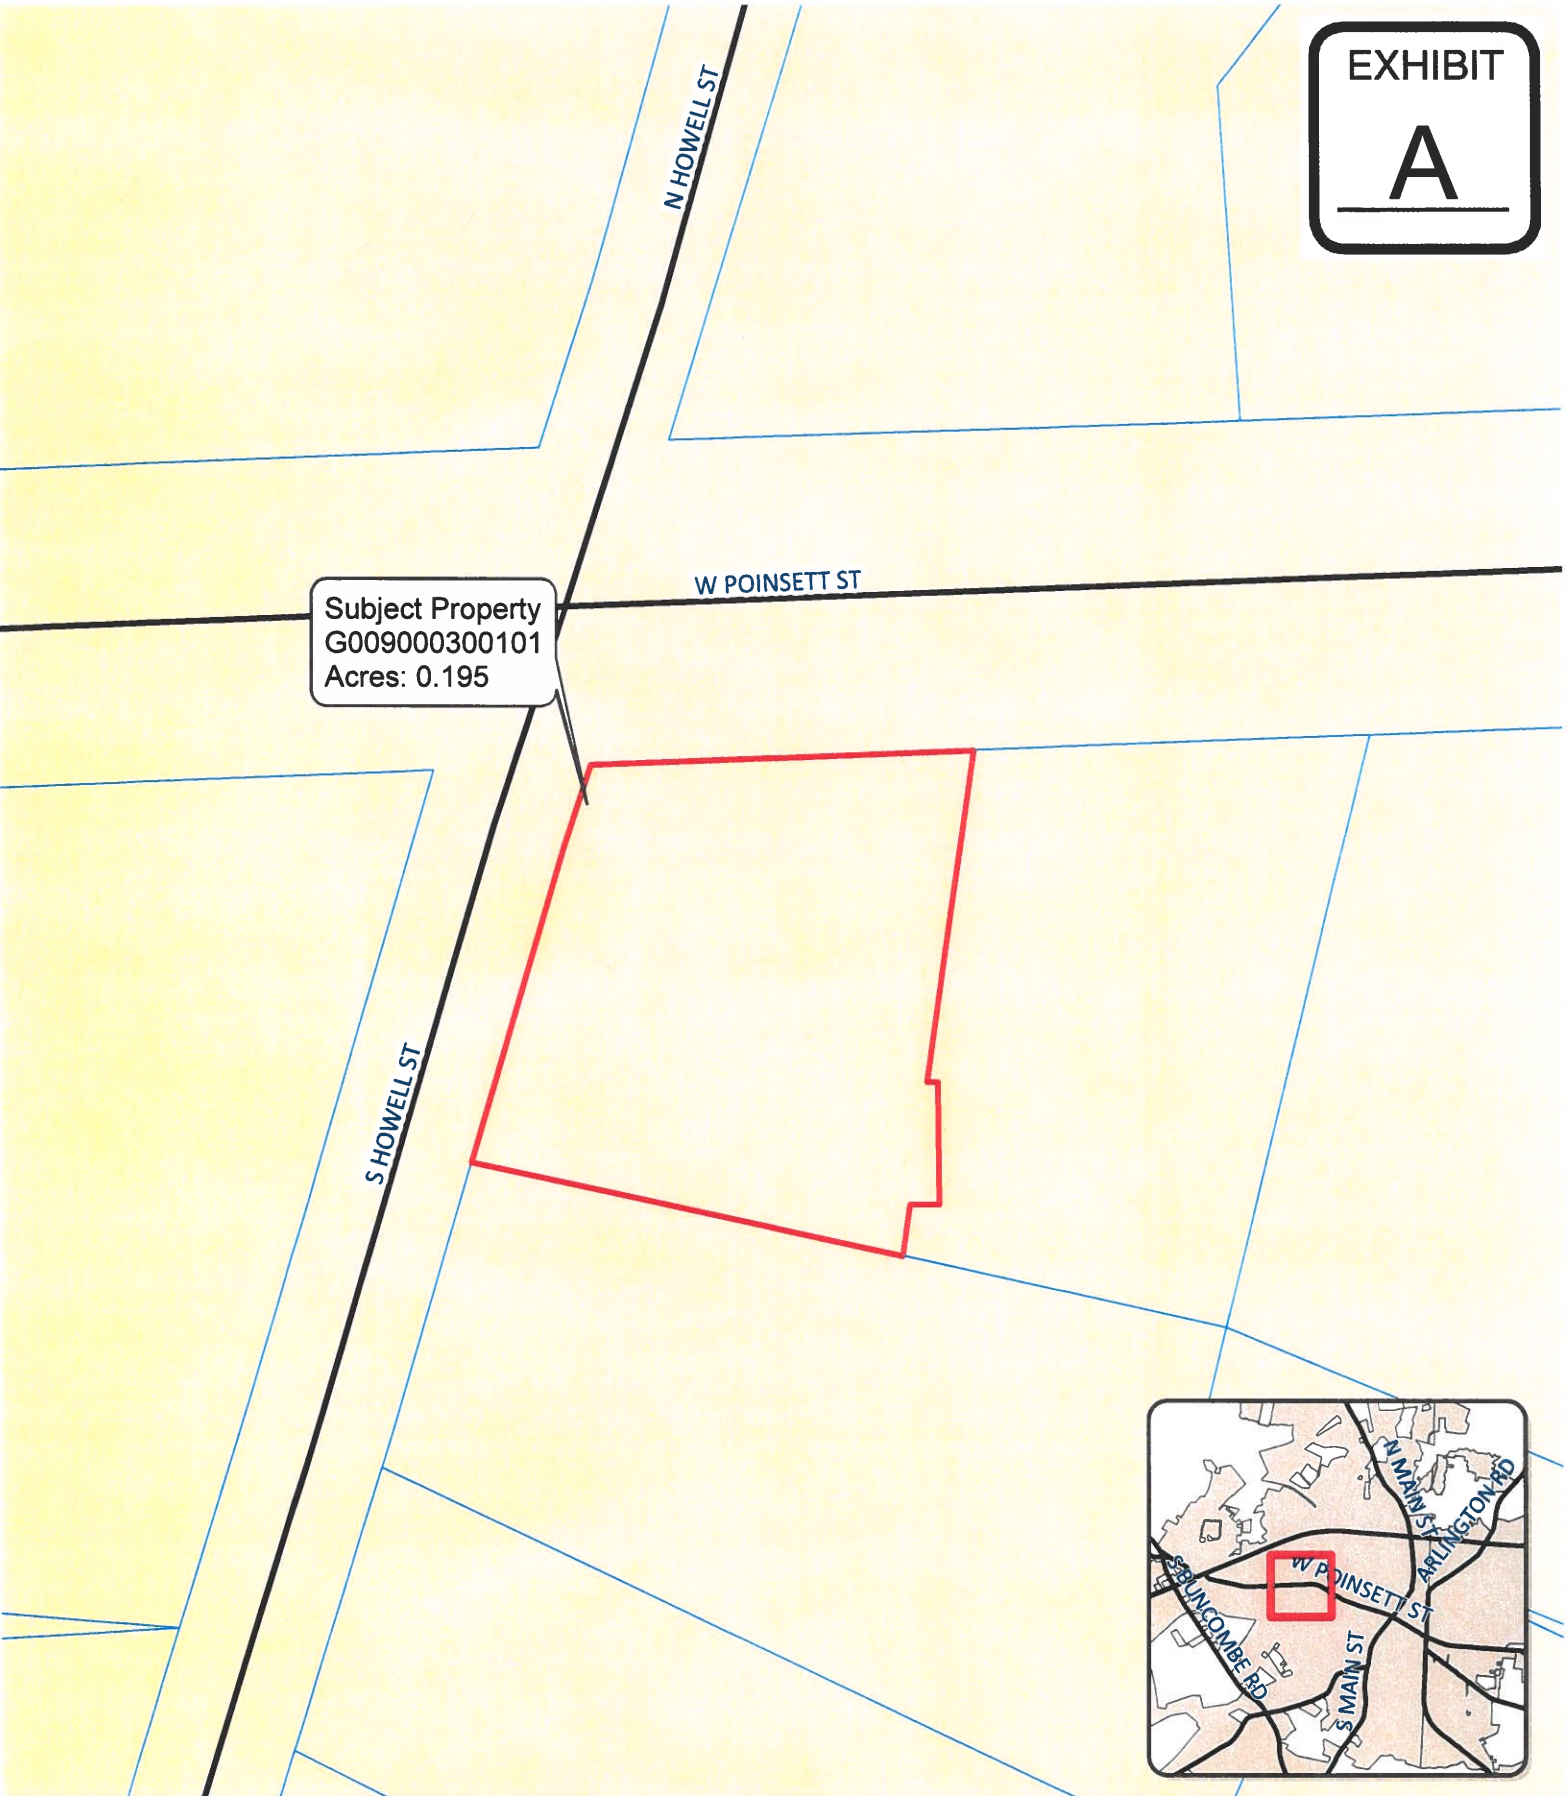 EXHIBIT
A
N HOWELL ST
W POINSETT ST
Subject Property
G009000300101
Acres: 0.195
S HOWELL ST
N MAIN ST
ARLINGTON RD
W POINSETT ST
S BUNCOMBE RD
S MAIN ST